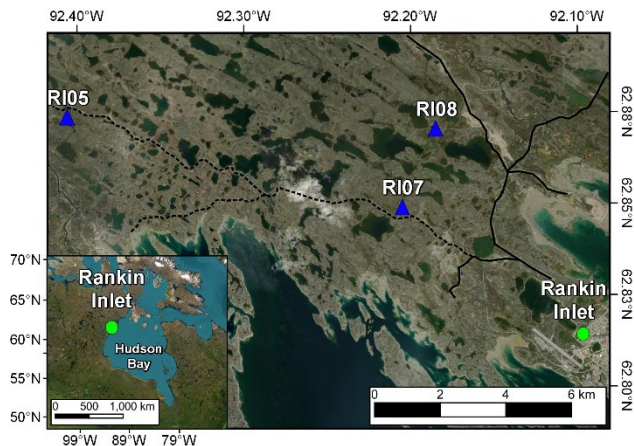 92.40°W 92.30°W 92.20°W 92.10°W
RI05
RI08
62.88°N
RI07
62.85°N
62.83°N
62.80°N
Rankin
Inlet
0 2 4 6 km
70°N
65°N
60°N
55°N
50°N
Rankin
Inlet
Hudson
Bay
0 500 1,000 km
99°W 89°W 79°W